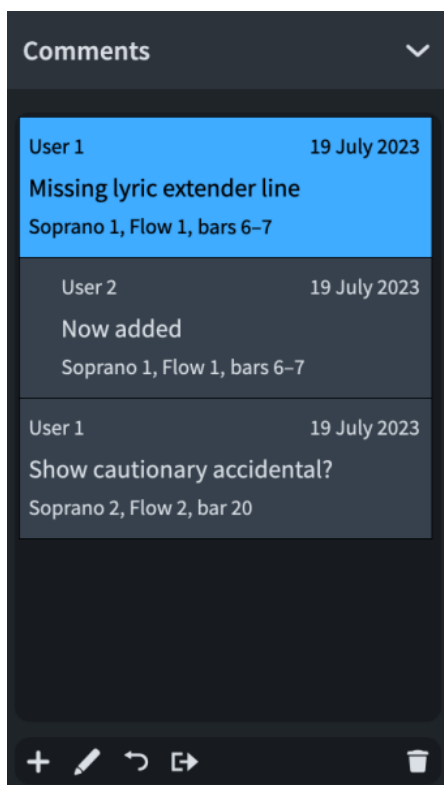 Comments
User 1 19 July 2023
Missing lyric extender line
Soprano 1, Flow 1, bars 6–7
User 2 19 July 2023
Now added
Soprano 1, Flow 1, bars 6–7
User 1 19 July 2023
Show cautionary accidental?
Soprano 2, Flow 2, bar 20